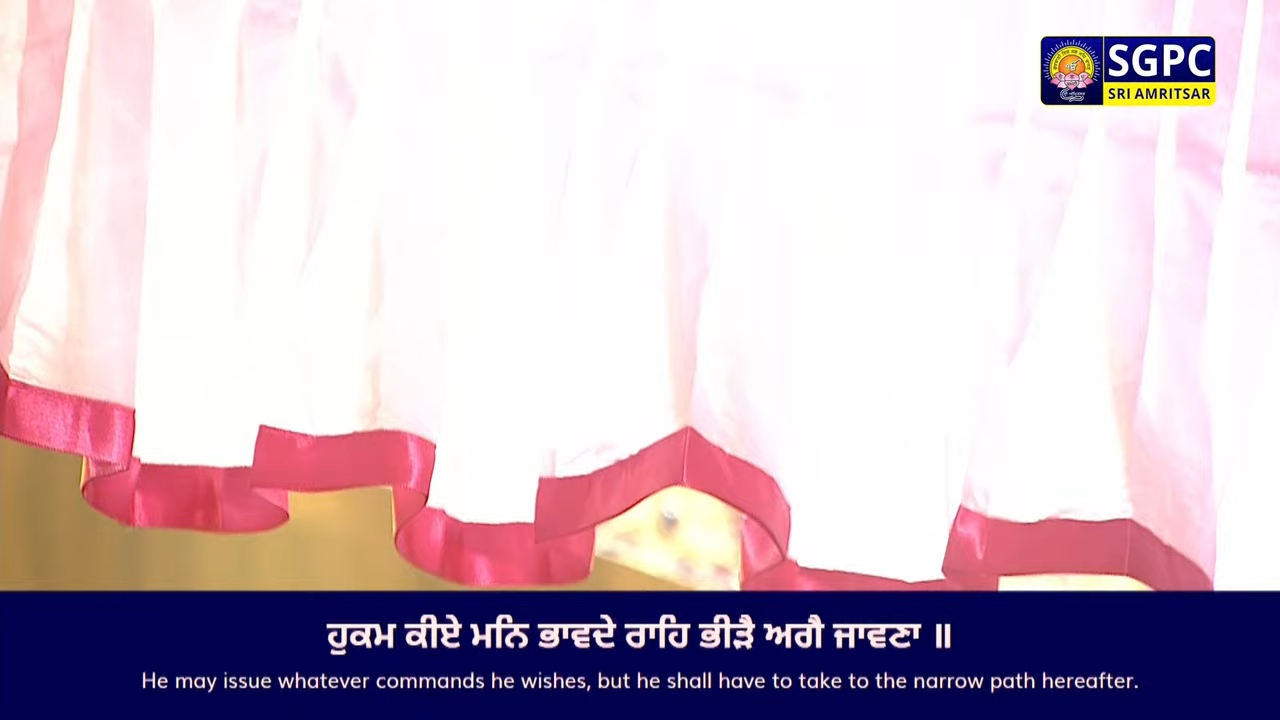 SGPC
SRI AMRITSAR
ਹੁਕਮ ਕੀਏ ਮਨਿ ਭਾਵਦੇ ਰਾਹਿ ਭੀੜੈ ਅਗੈ ਜਾਵਣਾ ॥
He may issue whatever commands he wishes, but he shall have to take to the narrow path hereafter.